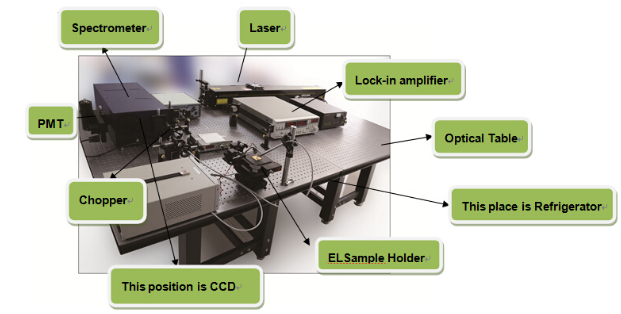 Spectrometer
Laser
Lock-in amplifier
PMT
Optical Table
Chopper
This place is Refrigerator
ELSample Holder
This position is CCD